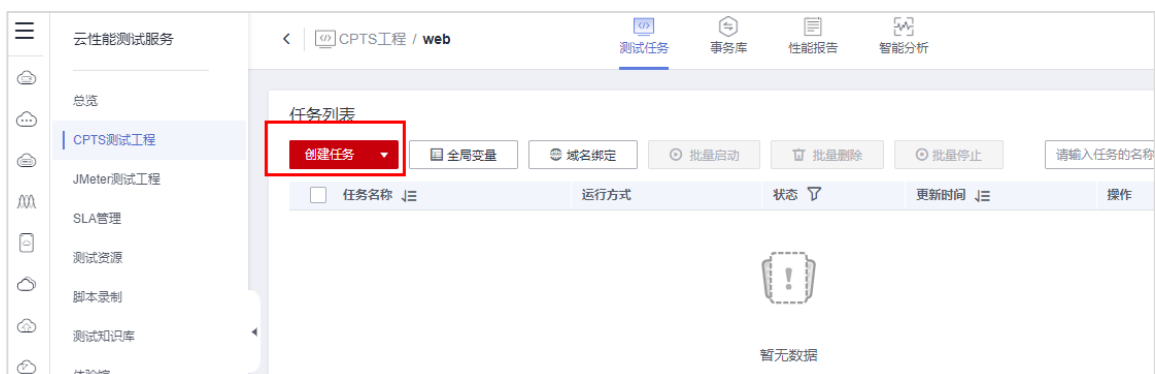 云性能测试服务
总览
CPTS测试工程
JMeter测试工程
SLA管理
测试资源
脚本录制
测试知识库
CPTS工程 / web
测试任务 事务库 性能报告 智能分析
任务列表
创建任务 全局变量 域名绑定 批量启动 批量删除 批量停止 请输入任务的名称
任务名称 运行方式 状态 更新时间 操作
暂无数据